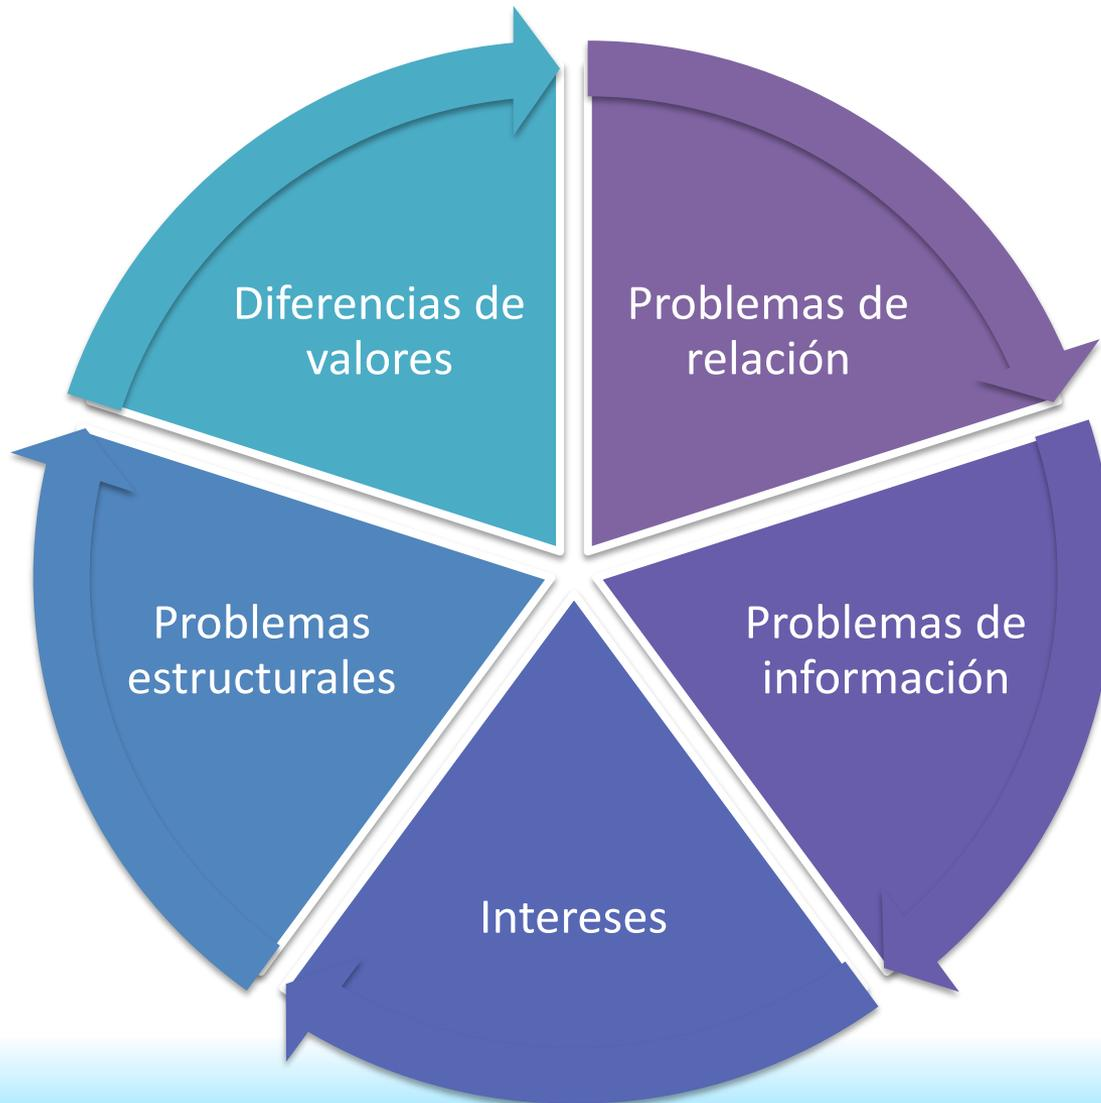 Diferencias de
valores
Problemas de
relación
Problemas
estructurales
Problemas de
información
Intereses